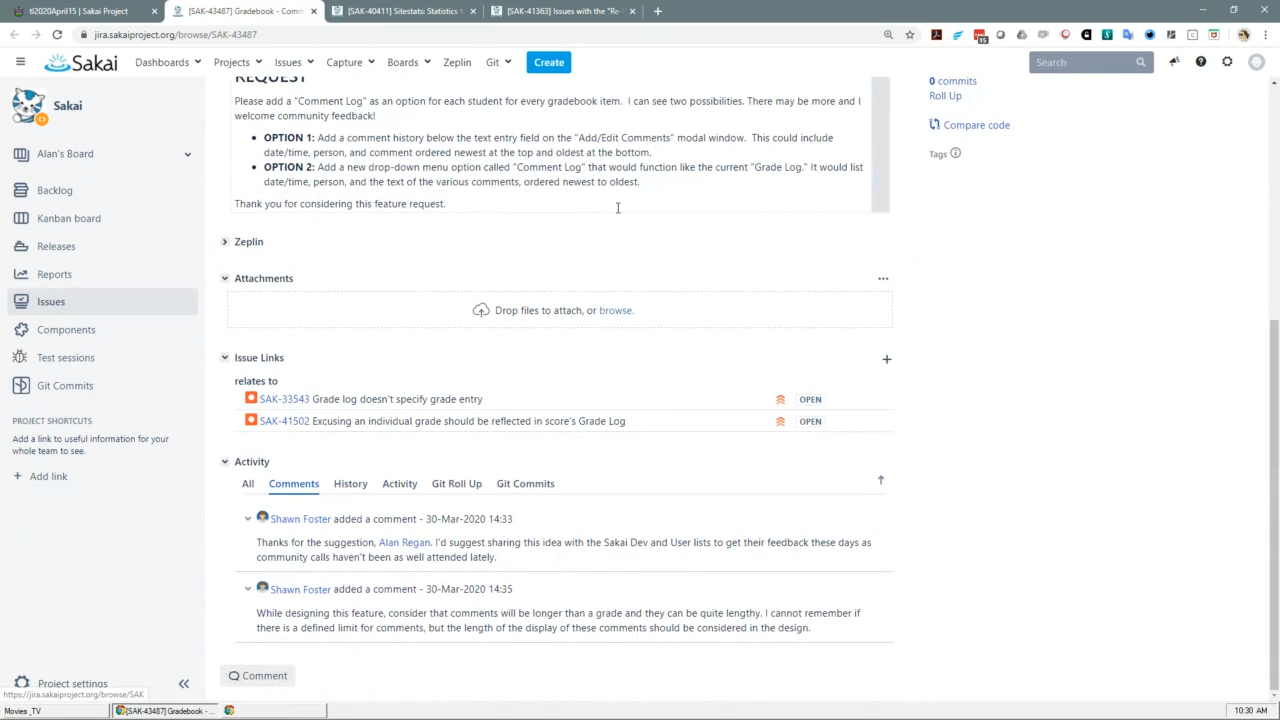 tl2020April15 | Sakai Project
[SAK-43487] Gradebook - Comm
[SAK-40411] Sitestats: Statistics
[SAK-41363] Issues with the "Re-
jira.sakaiproject.org/browse/SAK-43487
15
Sakai
Dashboards
Projects
Issues
Capture
Boards
Zeplin
Git
Create
Search
Sakai
Alan's Board
Backlog
Kanban board
Releases
Reports
Issues
Components
Test sessions
Git Commits
PROJECT SHORTCUTS
Add a link to useful information for your
whole team to see.
+ Add link
Project settings
https://jira.sakaiproject.org/browse/SAK
REQUEST
Please add a "Comment Log" as an option for each student for every gradebook item. I can see two possibilities. There may be more and I
welcome community feedback!
• OPTION 1: Add a comment history below the text entry field on the "Add/Edit Comments" modal window. This could include
date/time, person, and comment ordered newest at the top and oldest at the bottom.
• OPTION 2: Add a new drop-down menu option called "Comment Log" that would function like the current "Grade Log." It would list
date/time, person, and the text of the various comments, ordered newest to oldest.
Thank you for considering this feature request.
Zeplin
Attachments
Drop files to attach, or browse.
Issue Links
relates to
SAK-33543 Grade log doesn't specify grade entry OPEN
SAK-41502 Excusing an individual grade should be reflected in score's Grade Log OPEN
Activity
All Comments History Activity Git Roll Up Git Commits
Shawn Foster added a comment - 30-Mar-2020 14:33
Thanks for the suggestion, Alan Regan. I'd suggest sharing this idea with the Sakai Dev and User lists to get their feedback these days as
community calls haven't been as well attended lately.
Shawn Foster added a comment - 30-Mar-2020 14:35
While designing this feature, consider that comments will be longer than a grade and they can be quite lengthy. I cannot remember if
there is a defined limit for comments, but the length of the display of these comments should be considered in the design.
Comment
0 commits
Roll Up
Compare code
Tags
Movies _TV
[SAK-43487] Gradebook - ...
10:30 AM